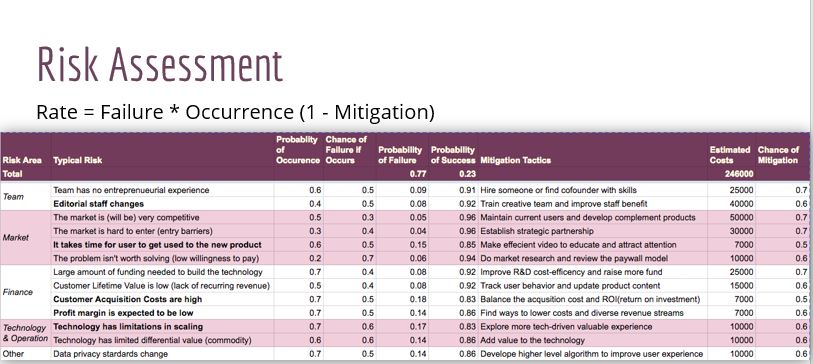 Risk Assessment
Rate = Failure * Occurrence (1 - Mitigation)
Risk Area Typical Risk Probablity of Occurence Chance of Failure if Occurs Probability of Failure Probability of Success Mitigation Tactics Estimated Costs Chance of Mitigation
Total 0.77 0.23 246000
Team
Team has no entreprenueurial experience 0.6 0.5 0.09 0.91 Hire someone or find cofounder with skills 25000 0.7
Editorial staff changes 0.4 0.5 0.08 0.92 Train creative team and improve staff benefit 40000 0.6
Market
The market is (will be) very competitive 0.5 0.3 0.05 0.96 Maintain current users and develop complement products 50000 0.7
The market is hard to enter (entry barriers) 0.3 0.4 0.04 0.96 Establish strategic partnership 30000 0.7
It takes time for user to get used to the new product 0.6 0.5 0.15 0.85 Make effecient video to educate and attract attention 7000 0.5
The problem isn't worth solving (low willingness to pay) 0.2 0.7 0.06 0.94 Do market research and review the paywall model 10000 0.6
Finance
Large amount of funding needed to build the technology 0.7 0.4 0.08 0.92 Improve R&D cost-efficency and raise more fund 25000 0.7
Customer Lifetime Value is low (lack of recurring revenue) 0.5 0.4 0.08 0.92 Track user behavior and update product content 15000 0.6
Customer Acquisition Costs are high 0.7 0.5 0.18 0.83 Balance the acqusition cost and ROI(return on investment) 7000 0.5
Profit margin is expected to be low 0.7 0.5 0.14 0.86 Find ways to lower costs and diverse revenue streams 7000 0.6
Technology & Operation
Technology has limitations in scaling 0.7 0.6 0.17 0.83 Explore more tech-driven valuable experience 10000 0.6
Technology has limited differential value (commodity) 0.6 0.6 0.14 0.86 Add value to the technology 10000 0.6
Other Data privacy stardards change 0.7 0.5 0.14 0.86 Develope higher level algorithm to improve user experience 10000 0.6